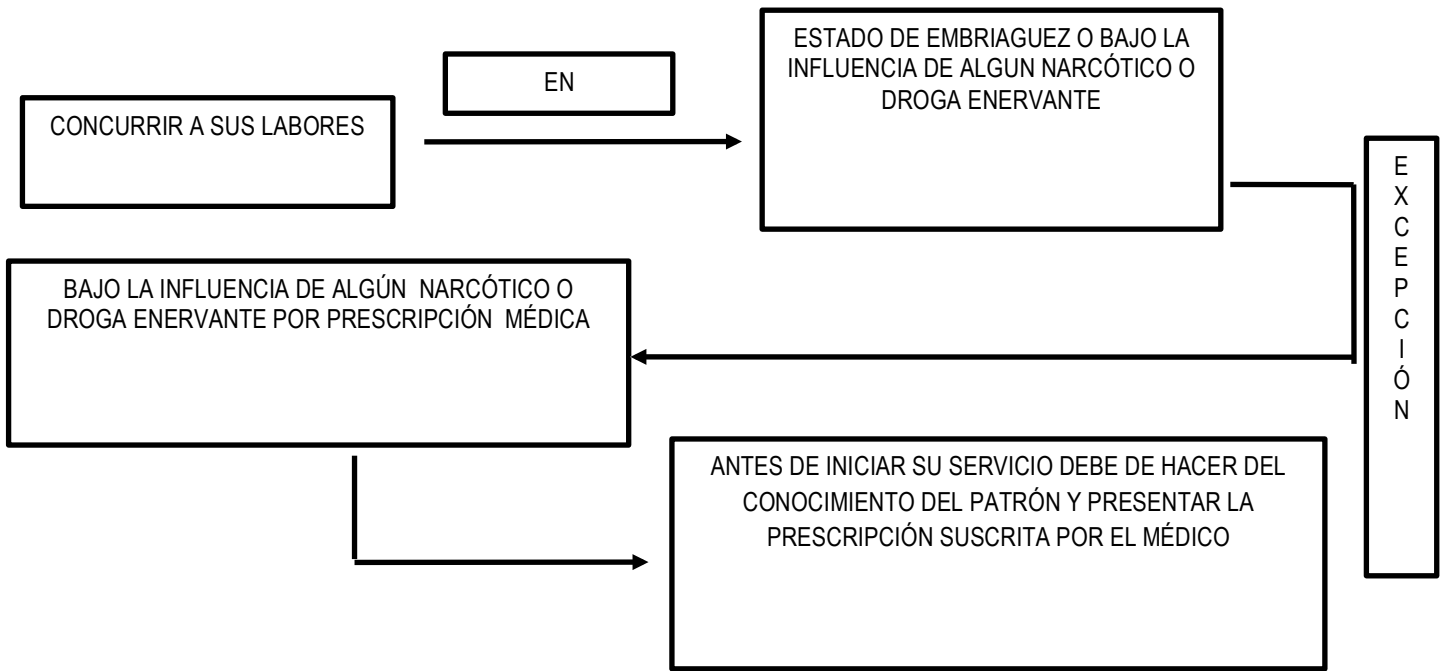 CONCURRIR A SUS LABORES
EN
ESTADO DE EMBRIAGUEZ O BAJO LA
INFLUENCIA DE ALGUN NARCÓTICO O
DROGA ENERVANTE
E
X
C
E
P
C
I
Ó
N
BAJO LA INFLUENCIA DE ALGÚN NARCÓTICO O
DROGA ENERVANTE POR PRESCRIPCIÓN MÉDICA
ANTES DE INICIAR SU SERVICIO DEBE DE HACER DEL
CONOCIMIENTO DEL PATRÓN Y PRESENTAR LA
PRESCRIPCIÓN SUSCRITA POR EL MÉDICO